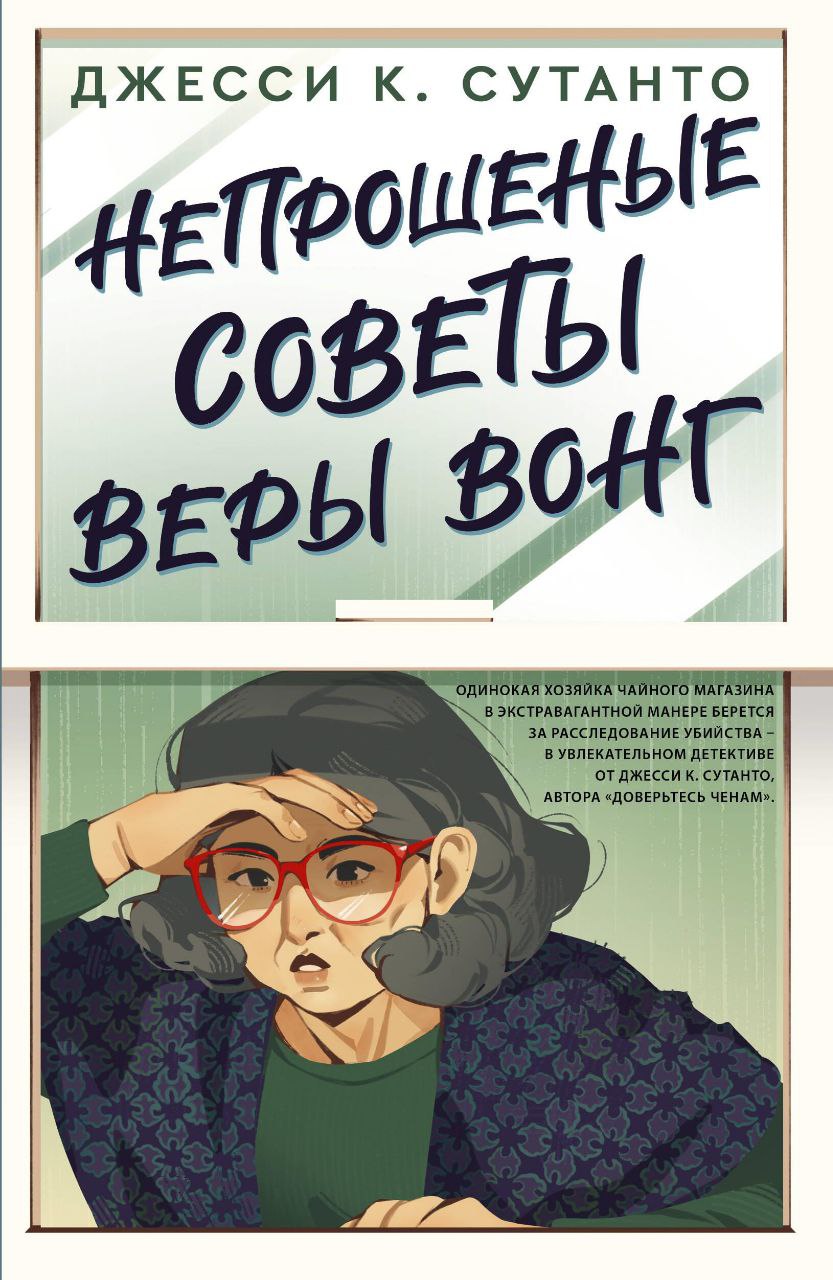 ДЖЕССИ К. СУТАНТО
НЕПРОШЕНЫЕ
СОВЕТЫ
ВЕРЫ ВОНГ
ОДИНОКАЯ ХОЗЯЙКА ЧАЙНОГО МАГАЗИНА
В ЭКСТРАВАГАНТНОЙ МАНЕРЕ БЕРЕТСЯ
ЗА РАССЛЕДОВАНИЕ УБИЙСТВА –
В УВЛЕКАТЕЛЬНОМ ДЕТЕКТИВЕ
ОТ ДЖЕССИ К. СУТАНТО,
АВТОРА «ДОВЕРЬТЕСЬ ЧЕНАМ».